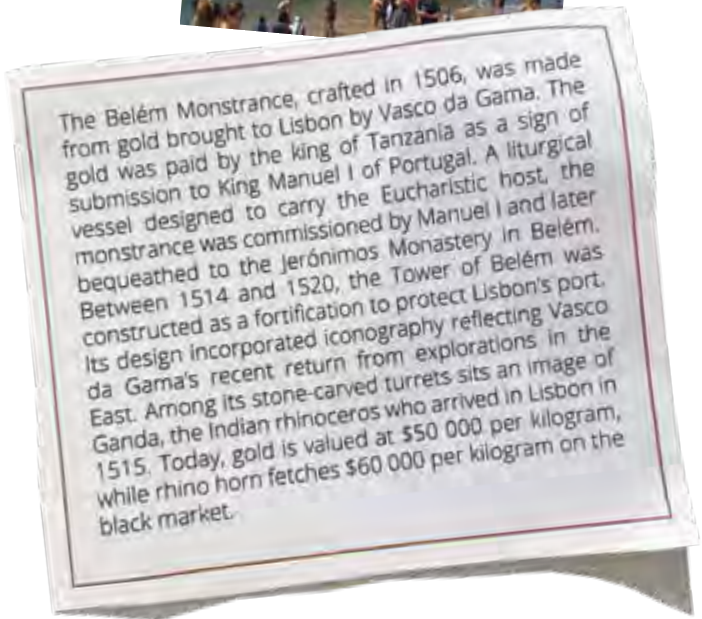 The Belém Monstrance, crafted in 1506, was made
from gold brought to Lisbon by Vasco da Gama. The
gold was paid by the king of Tanzania as a sign of
submission to King Manuel I of Portugal. A liturgical
vessel designed to carry the Eucharistic host, the
monstrance was commissioned by Manuel I and later
bequeathed to the Jerónimos Monastery in Belém.
Between 1514 and 1520, the Tower of Belém was
constructed as a fortification to protect Lisbon's port.
Its design incorporated iconography reflecting Vasco
da Gama's recent return from explorations in the
East. Among its stone-carved turrets sits an image of
Ganda, the Indian rhinoceros who arrived in Lisbon in
1515. Today, gold is valued at $50 000 per kilogram,
while rhino horn fetches $60 000 per kilogram on the
black market.